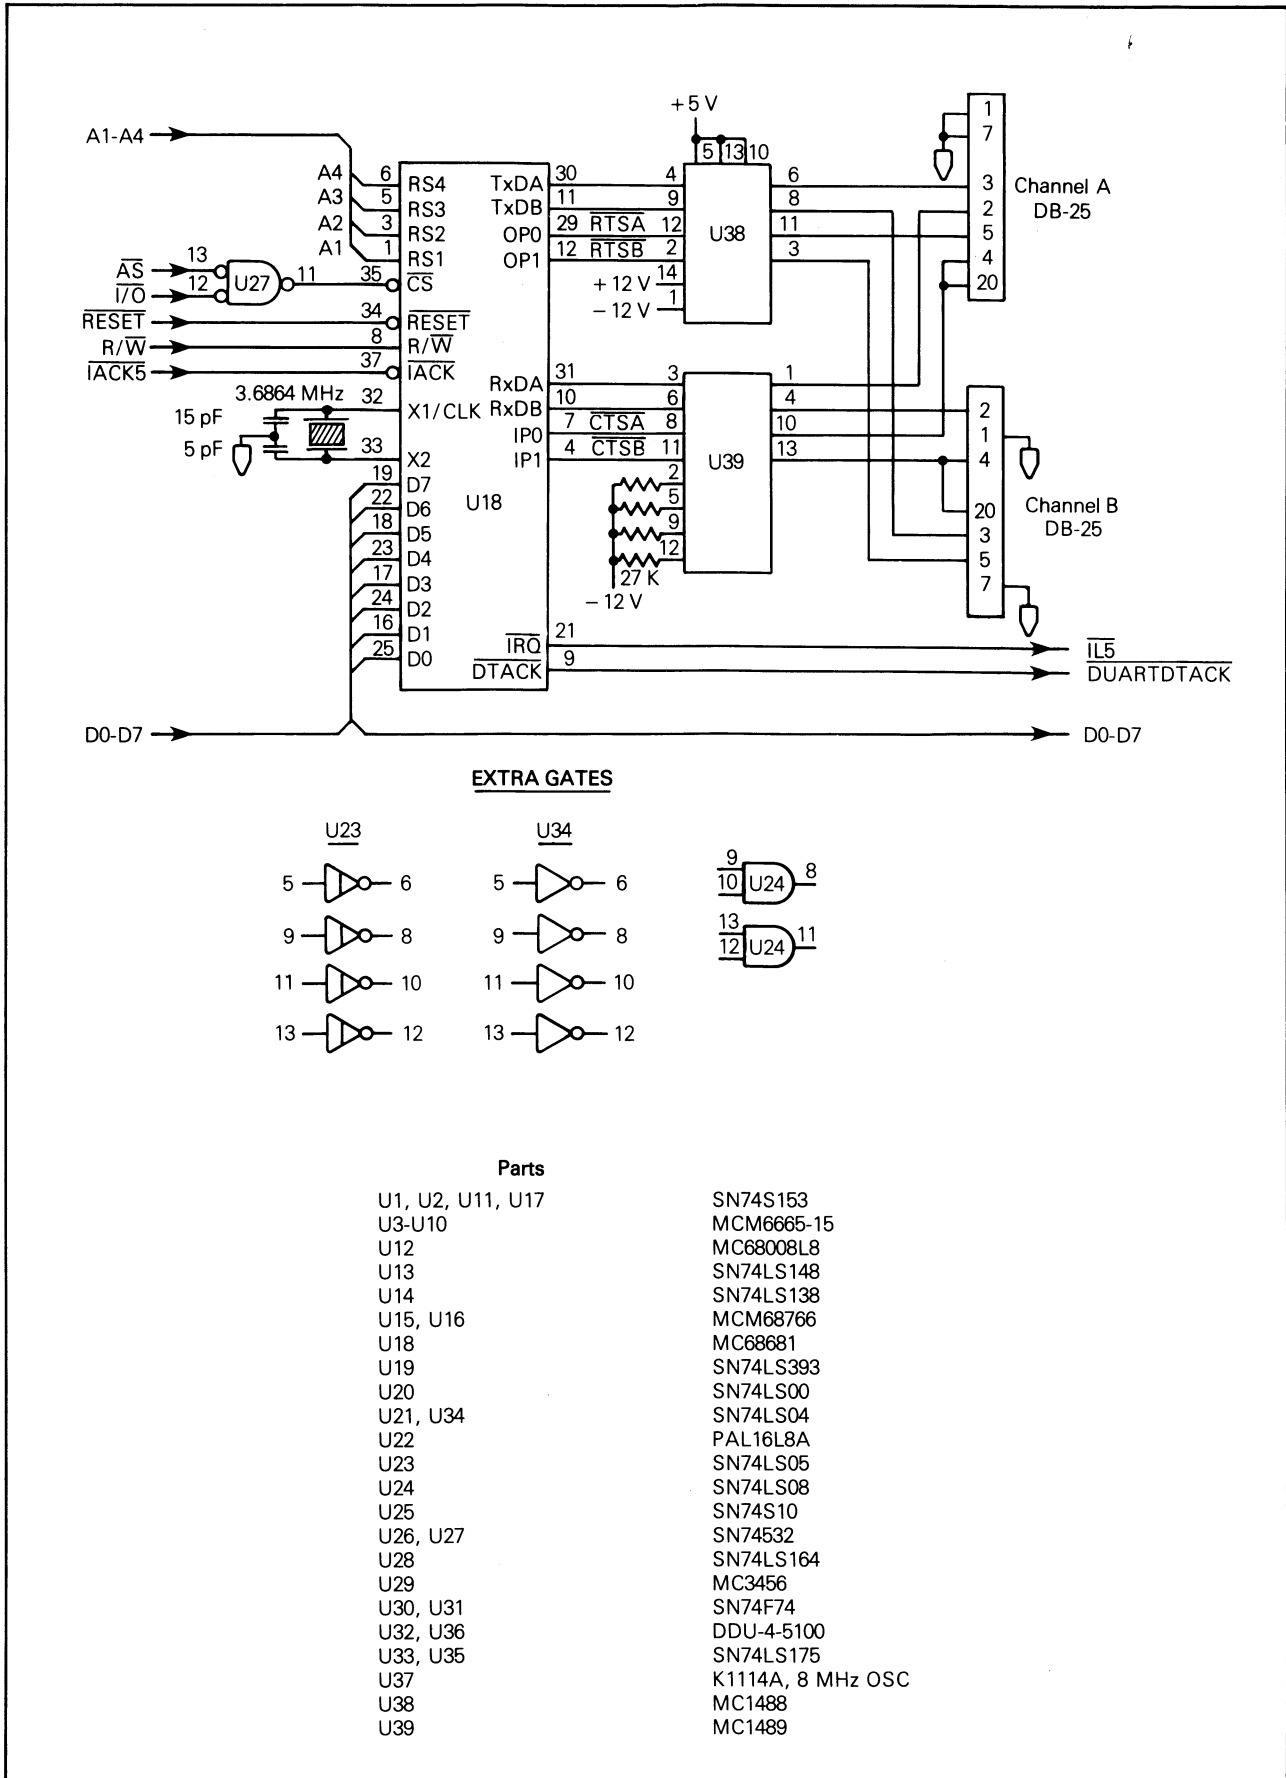 +5 V
A1-A4
5 13 10
1
7
A4 6 RS4 TxDA 30 4 6 3 Channel A
A3 5 RS3 TxDB 11 9 8 2 DB-25
A2 3 RS2 OP0 29 RTSA 12 U38 11 5
A1 1 RS1 OP1 12 RTSB 2 3 4
AS 13 U27 11 35 CS 14 20
I/O 12 +12 V
1
−12 V
RESET 34 RESET
R/W 8 R/W
IACK5 37 IACK
RxDA 31 3 1
3.6864 MHz 32 X1/CLK RxDB 10 6 4 2
15 pF IP0 7 CTSA 8 10 1
5 pF 33 X2 IP1 4 CTSB 11 U39 13 4
19 D7 2
22 D6 U18 5 20 Channel B
18 D5 9 3 DB-25
23 D4 12 5
17 D3 27 K 7
24 D2 −12 V
16 D1 IRQ 21 IL5
25 D0 DTACK 9 DUARTDTACK
D0-D7 D0-D7
EXTRA GATES
U23 U34
5 6 5 6 9 10 U24 8
9 8 9 8 13 12 U24 11
11 10 11 10
13 12 13 12
Parts
U1, U2, U11, U17 SN74S153
U3-U10 MCM6665-15
U12 MC68008L8
U13 SN74LS148
U14 SN74LS138
U15, U16 MCM68766
U18 MC68681
U19 SN74LS393
U20 SN74LS00
U21, U34 SN74LS04
U22 PAL16L8A
U23 SN74LS05
U24 SN74LS08
U25 SN74S10
U26, U27 SN74532
U28 SN74LS164
U29 MC3456
U30, U31 SN74F74
U32, U36 DDU-4-5100
U33, U35 SN74LS175
U37 K1114A, 8 MHz OSC
U38 MC1488
U39 MC1489